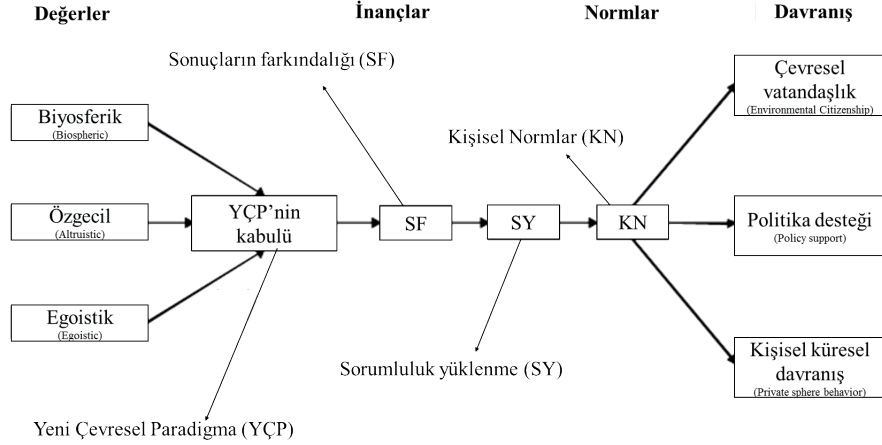 Değerler
İnançlar
Normlar
Davranış
Sonuçların farkındalığı (SF)
Çevresel
vatandaşlık
(Environmental Citizenship)
Biyosferik
(Biospheric)
Kişisel Normlar (KN)
Özgecil
(Altruistic)
YÇP’nin
kabulü
SF
SY
KN
Politika desteği
(Policy support)
Egoistik
(Egoistic)
Kişisel küresel
davranış
(Private sphere behavior)
Sorumluluk yüklenme (SY)
Yeni Çevresel Paradigma (YÇP)